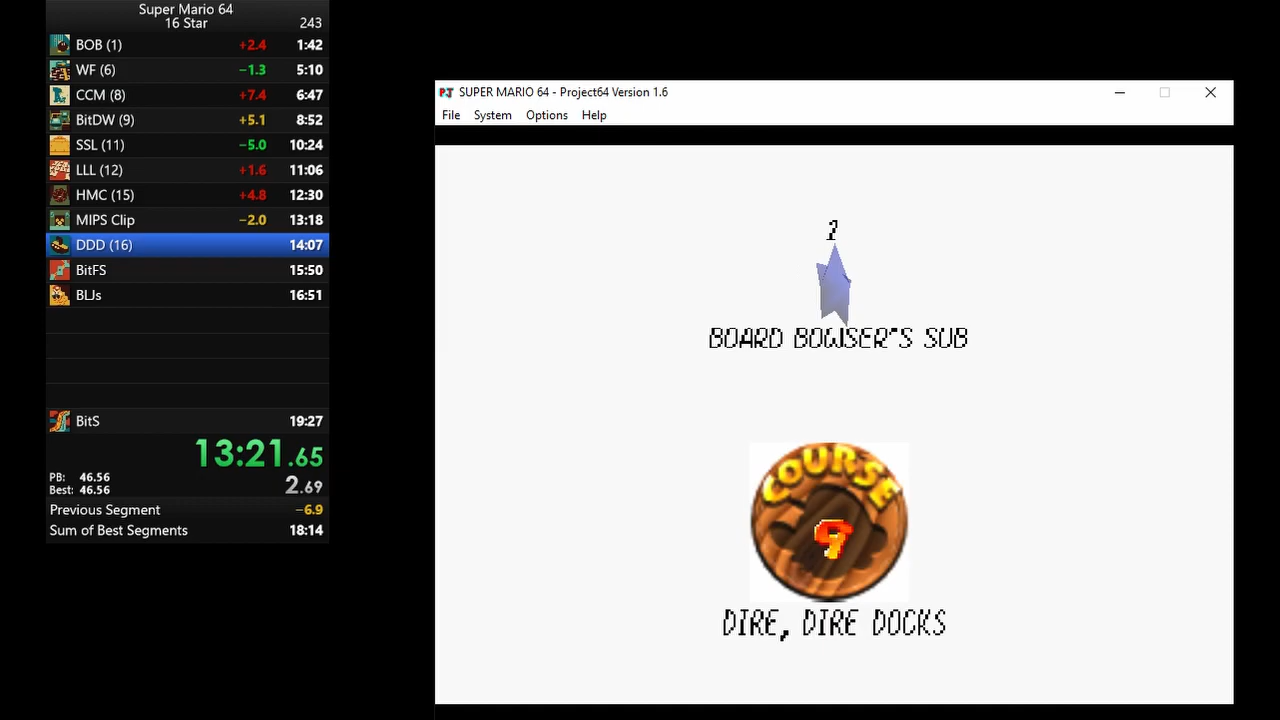 Super Mario 64
16 Star 243
BOB (1) +2.4 1:42
WF (6) −1.3 5:10
CCM (8) +7.4 6:47
BitDW (9) +5.1 8:52
SSL (11) −5.0 10:24
LLL (12) +1.6 11:06
HMC (15) +4.8 12:30
MIPS Clip −2.0 13:18
DDD (16) 14:07
BitFS 15:50
BLJs 16:51
BitS 19:27
13:21.65
PB: 46.56
Best: 46.56
2.69
Previous Segment −6.9
Sum of Best Segments 18:14
SUPER MARIO 64 - Project64 Version 1.6
File System Options Help
1
BOARD BOWSER'S SUB
COURSE
9
DIRE, DIRE DOCKS